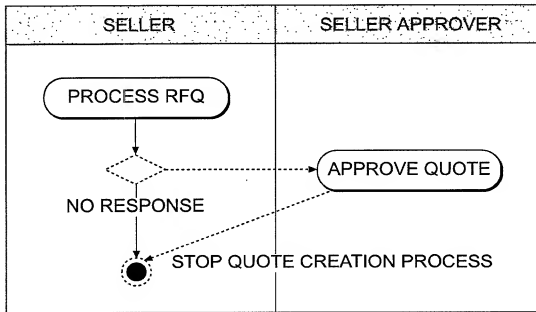 SELLER
SELLER APPROVER
PROCESS RFQ
APPROVE QUOTE
NO RESPONSE
STOP QUOTE CREATION PROCESS